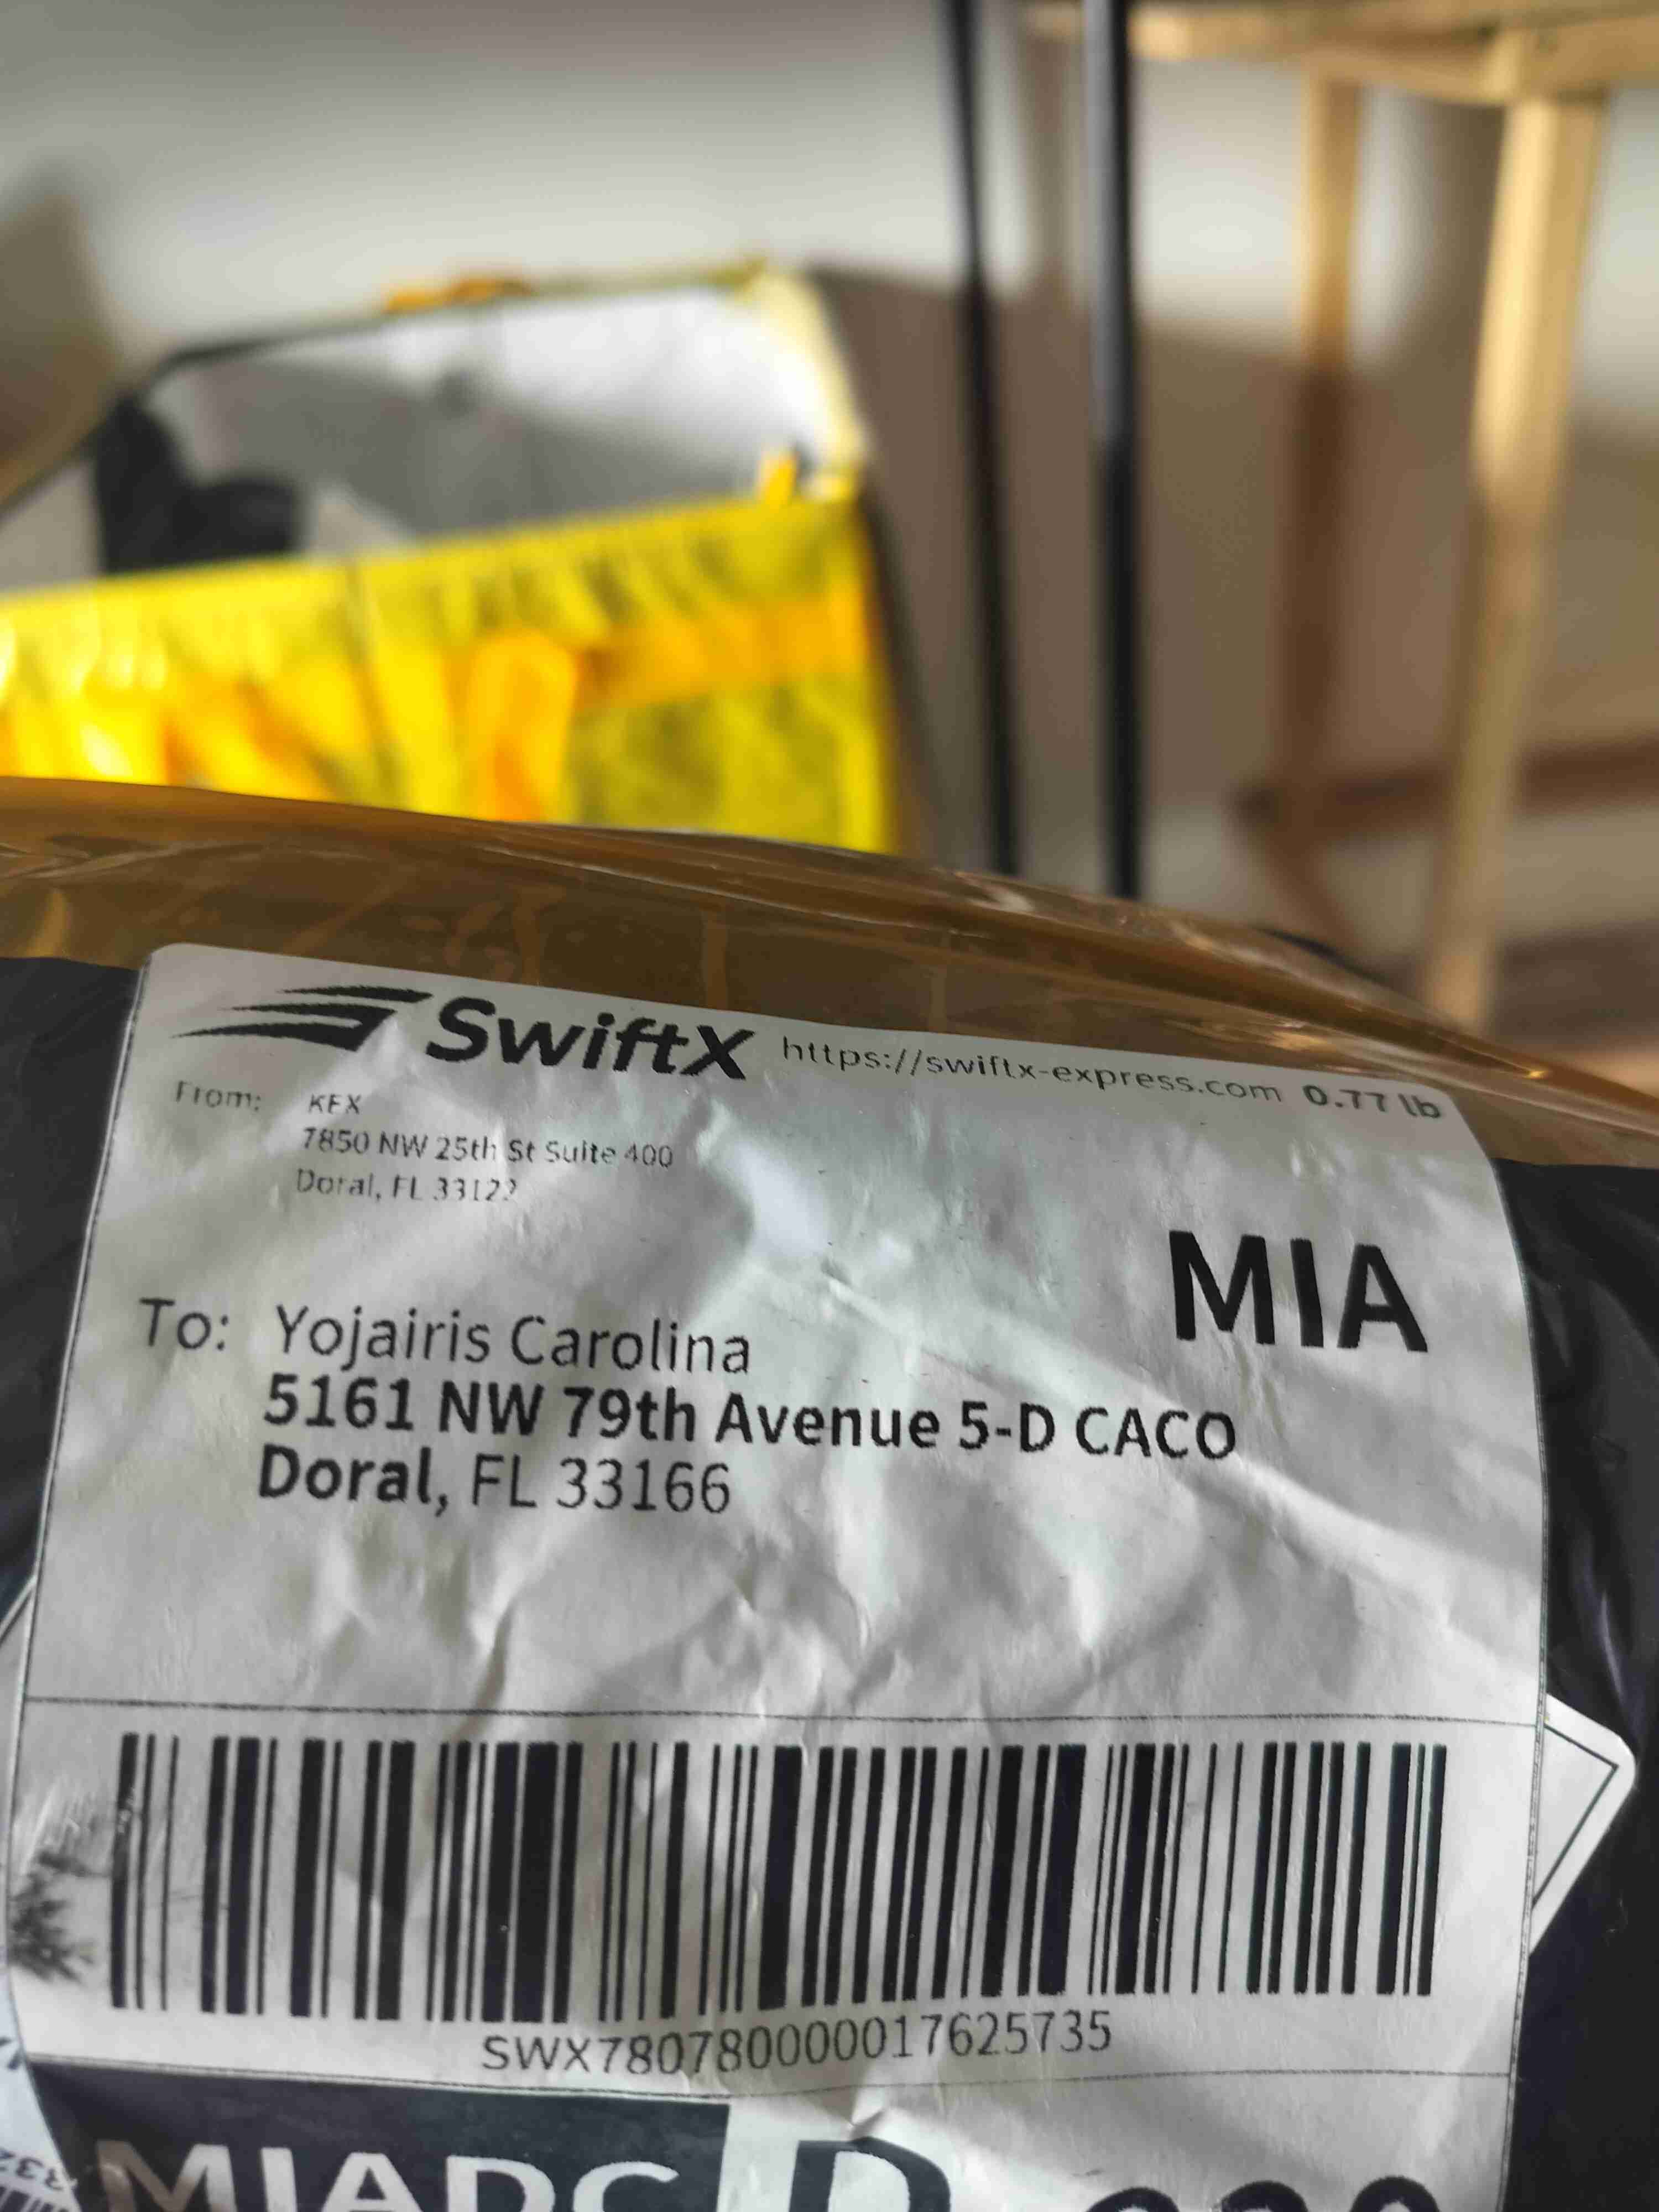 SwiftX https://swiftx-express.com 0.77 lb
From: KEX
7850 NW 25th St Suite 400
Doral, FL 33122
MIA
To: Yojairis Carolina
5161 NW 79th Avenue 5-D CACO
Doral, FL 33166
SWX780780000017625735
MIADC D